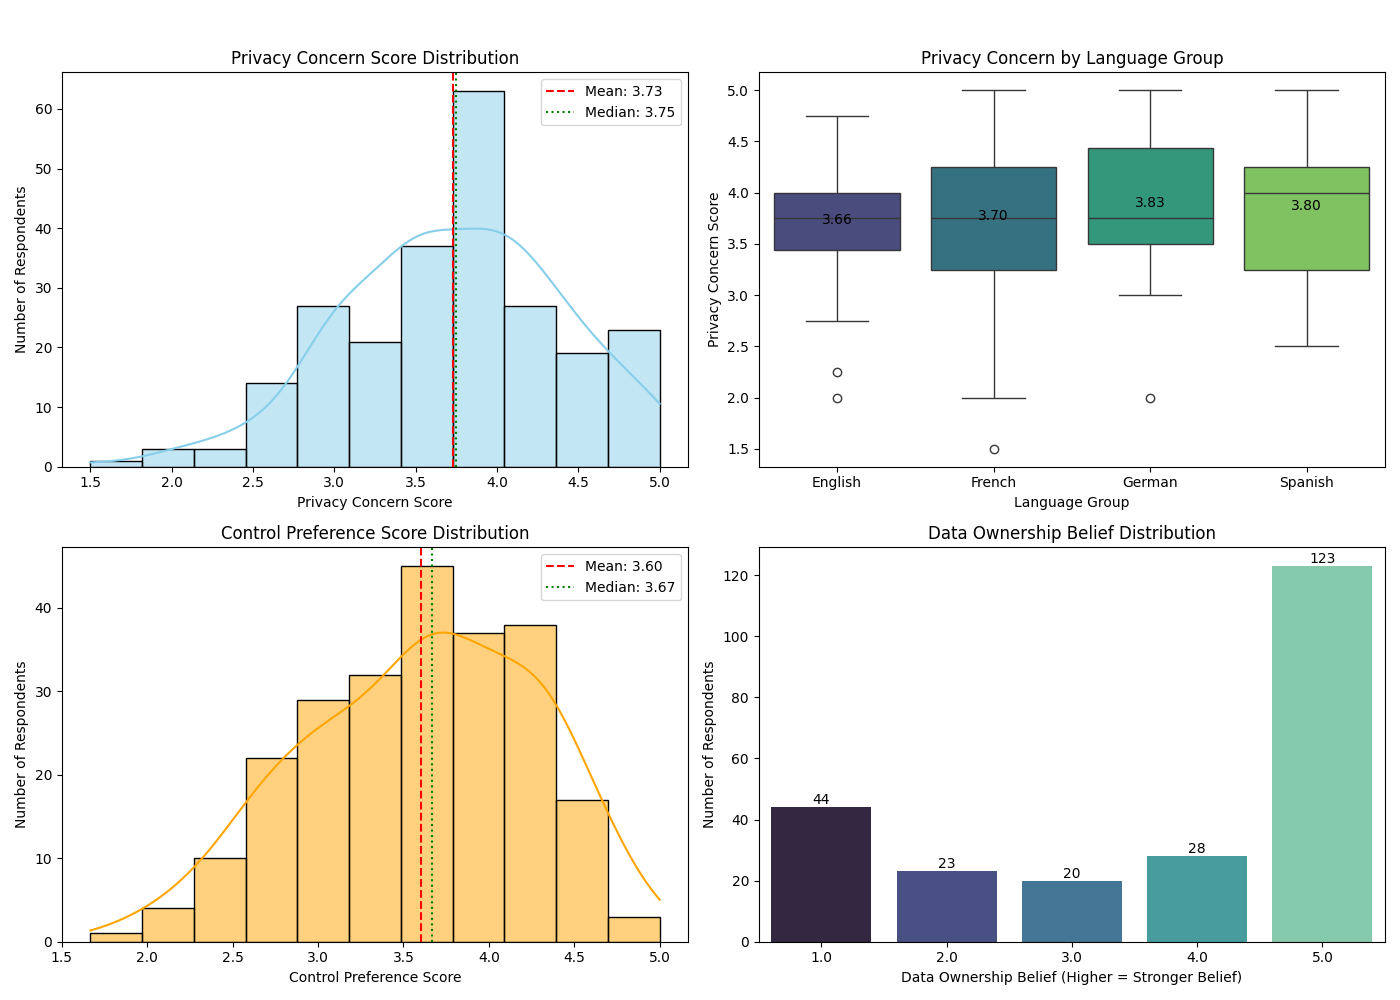 Privacy Concern Score Distribution
Number of Respondents
60
50
40
30
20
10
0
Mean: 3.73
Median: 3.75
1.5 2.0 2.5 3.0 3.5 4.0 4.5 5.0
Privacy Concern Score
Privacy Concern by Language Group
Privacy Concern Score
5.0
4.5
4.0
3.5
3.0
2.5
2.0
1.5
3.66 3.70 3.83 3.80
English French German Spanish
Language Group
Control Preference Score Distribution
Number of Respondents
40
30
20
10
0
Mean: 3.60
Median: 3.67
1.5 2.0 2.5 3.0 3.5 4.0 4.5 5.0
Control Preference Score
Data Ownership Belief Distribution
Number of Respondents
120
100
80
60
40
20
0
44 23 20 28 123
1.0 2.0 3.0 4.0 5.0
Data Ownership Belief (Higher = Stronger Belief)